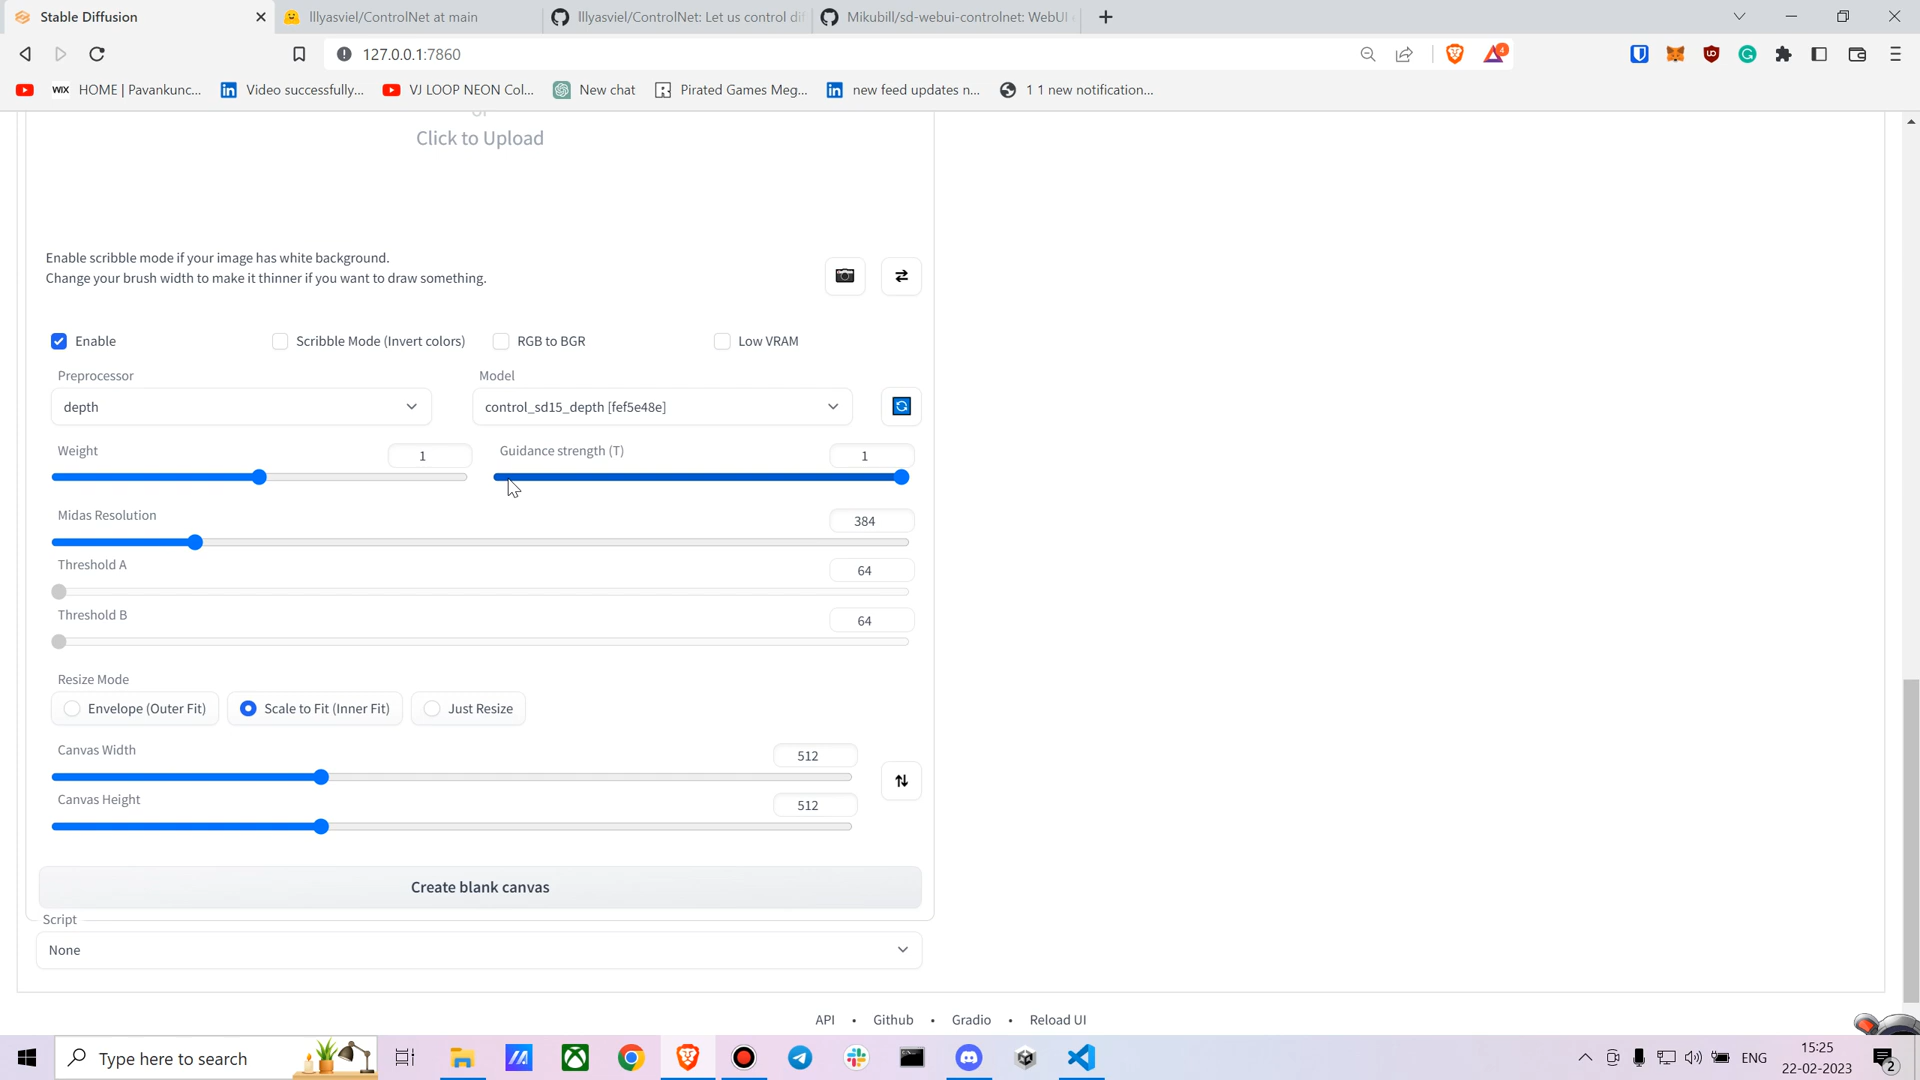 Stable Diffusion
lllyasviel/ControlNet at main
lllyasviel/ControlNet: Let us control dif
Mikubill/sd-webui-controlnet: WebUI
127.0.0.1:7860
4
WIX HOME | Pavankunc...
Video successfully...
VJ LOOP NEON Col...
New chat
Pirated Games Meg...
new feed updates n...
1 1 new notification...
or
Click to Upload
Enable scribble mode if your image has white background.
Change your brush width to make it thinner if you want to draw something.
Enable
Scribble Mode (Invert colors)
RGB to BGR
Low VRAM
Preprocessor
Model
depth
control_sd15_depth [fef5e48e]
Weight
1
Guidance strength (T)
1
Midas Resolution
384
Threshold A
64
Threshold B
64
Resize Mode
Envelope (Outer Fit)
Scale to Fit (Inner Fit)
Just Resize
Canvas Width
512
Canvas Height
512
Create blank canvas
Script
None
API • Github • Gradio • Reload UI
Type here to search
ENG
15:25
22-02-2023
2